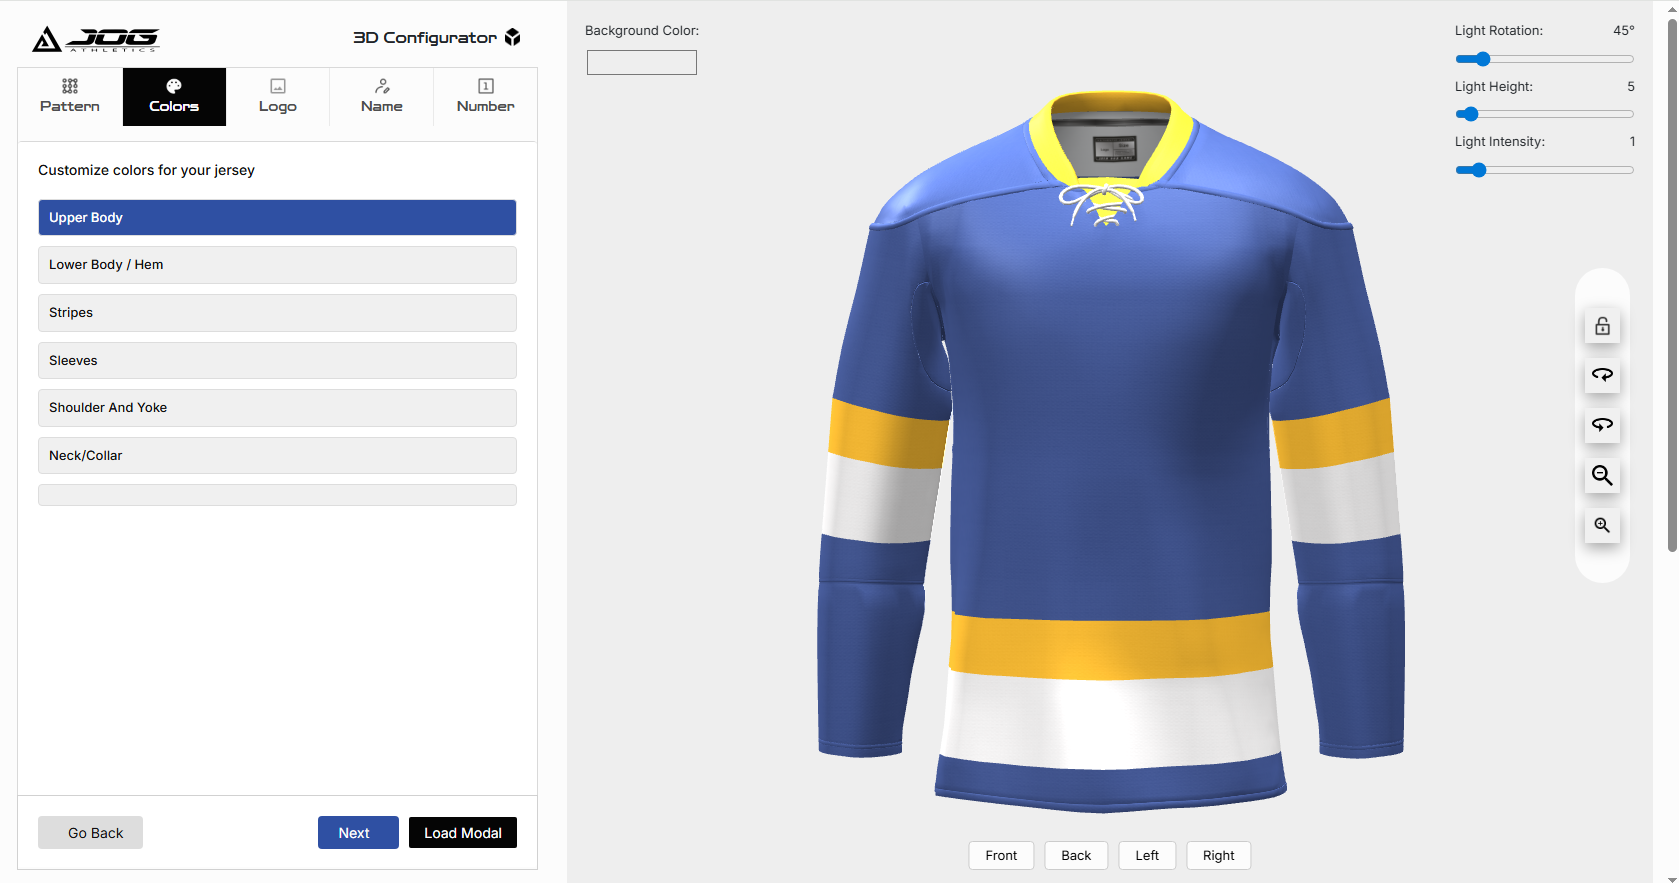 JOG
ATHLETICS
3D Configurator
Pattern
Colors
Logo
Name
1
Number
Customize colors for your jersey
Upper Body
Lower Body / Hem
Stripes
Sleeves
Shoulder And Yoke
Neck/Collar
Go Back
Next
Load Modal
Background Color:
Light Rotation: 45°
Light Height: 5
Light Intensity: 1
Front
Back
Left
Right